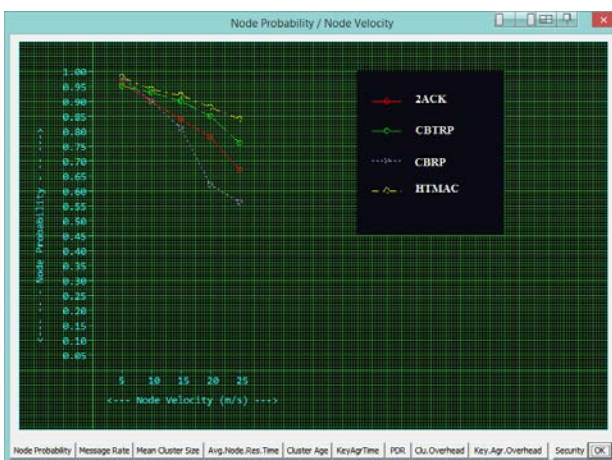 Node Probability / Node Velocity
1.00
0.95
0.90
0.85
0.80
0.75
0.70
0.65
0.60
0.55
0.50
0.45
0.40
0.35
0.30
0.25
0.20
0.15
0.10
0.05
<--- --- --- Node Probability --- --- --->
5 10 15 20 25
<--- Node Velocity (m/s) --->
2ACK
CBTRP
CBRP
HTMAC
Node Probability Message Rate Mean Cluster Size Avg.Node.Res.Time Cluster Age KeyAgrTime PDR Clu.Overhead Key.Agr.Overhead Security OK